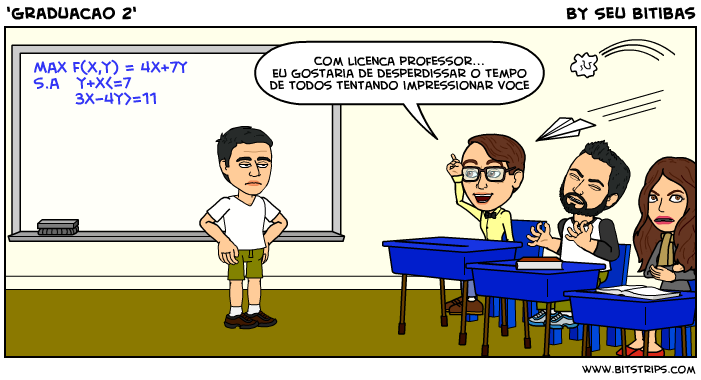 'GRADUACAO 2'
BY SEU BITIBAS
MAX F(X,Y) = 4X+7Y
S.A Y+X<=7
3X-4Y>=11
COM LICENCA PROFESSOR...
EU GOSTARIA DE DESPERDISSAR O TEMPO
DE TODOS TENTANDO IMPRESSIONAR VOCE
WWW.BITSTRIPS.COM